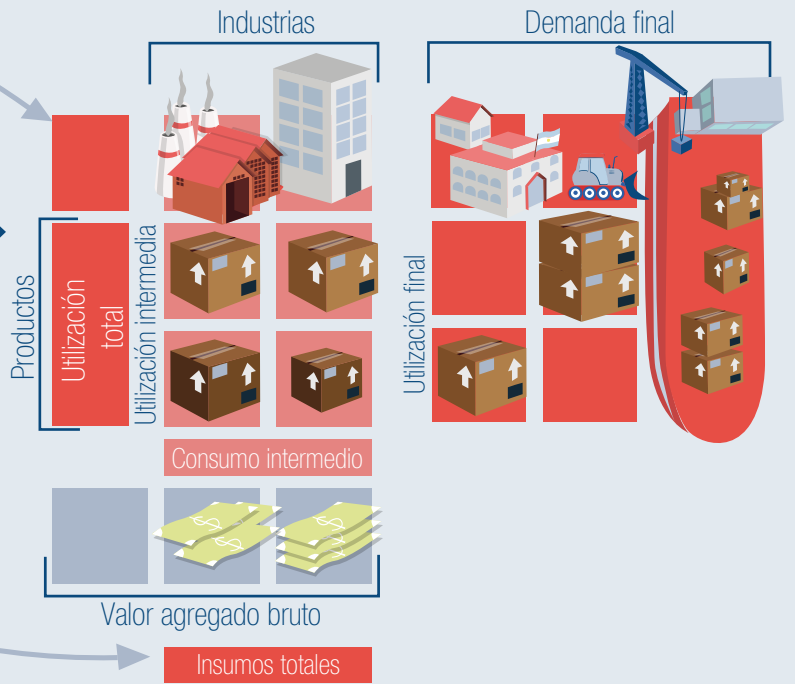 Industrias
Demanda final
Productos
Utilización
total
Utilización intermedia
Utilización final
Consumo intermedio
Valor agregado bruto
Insumos totales